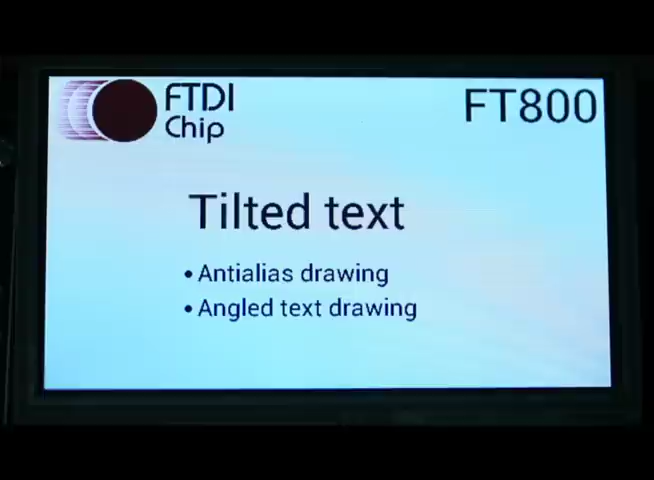 FTDI
Chip
FT800
Tilted text
• Antialias drawing
• Angled text drawing